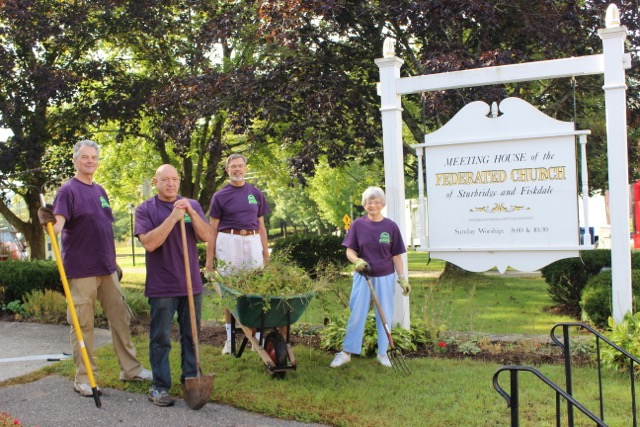 MEETING HOUSE of the
FEDERATED CHURCH
of Sturbridge and Fiskdale
Sunday Worship: 8:00 & 10:30